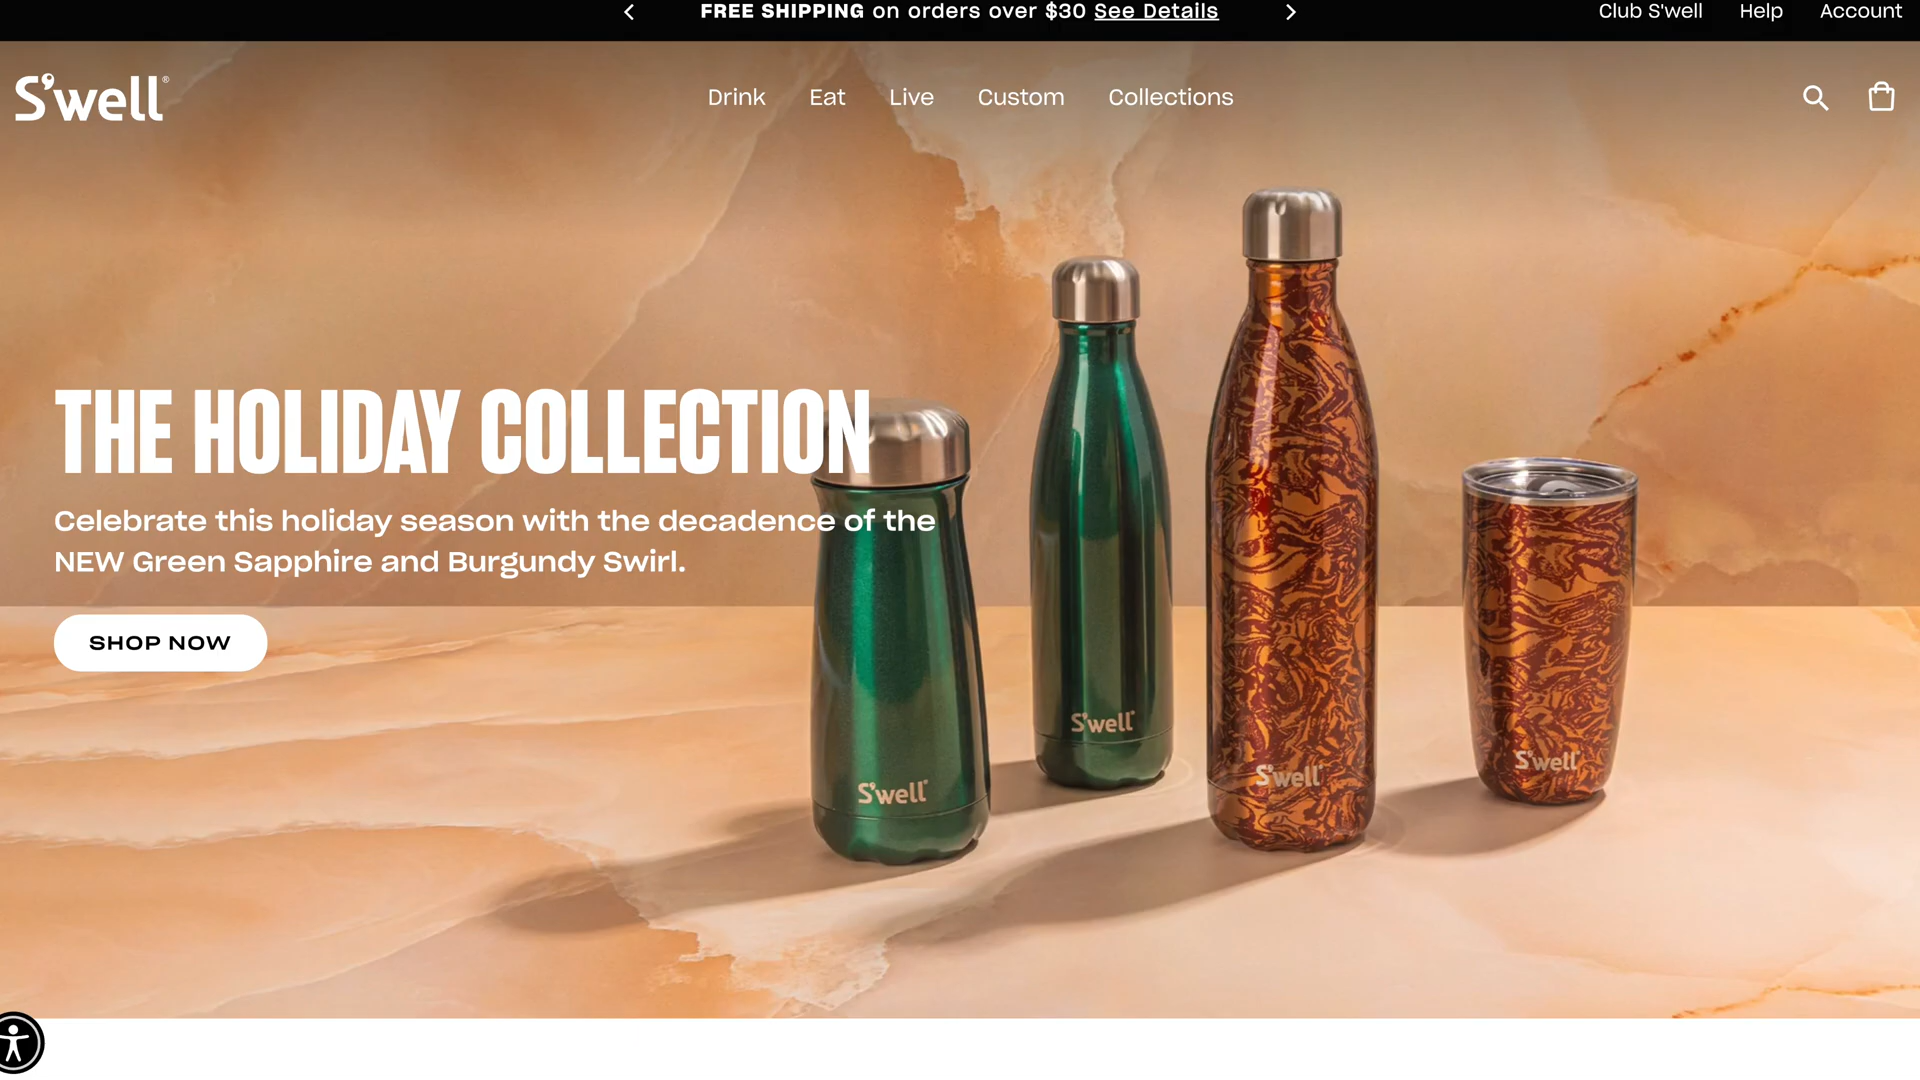 FREE SHIPPING on orders over $30 See Details
Club S'well Help Account
S'well®
Drink Eat Live Custom Collections
THE HOLIDAY COLLECTION
Celebrate this holiday season with the decadence of the
NEW Green Sapphire and Burgundy Swirl.
SHOP NOW
S'well®
S'well®
S'well®
S'well®